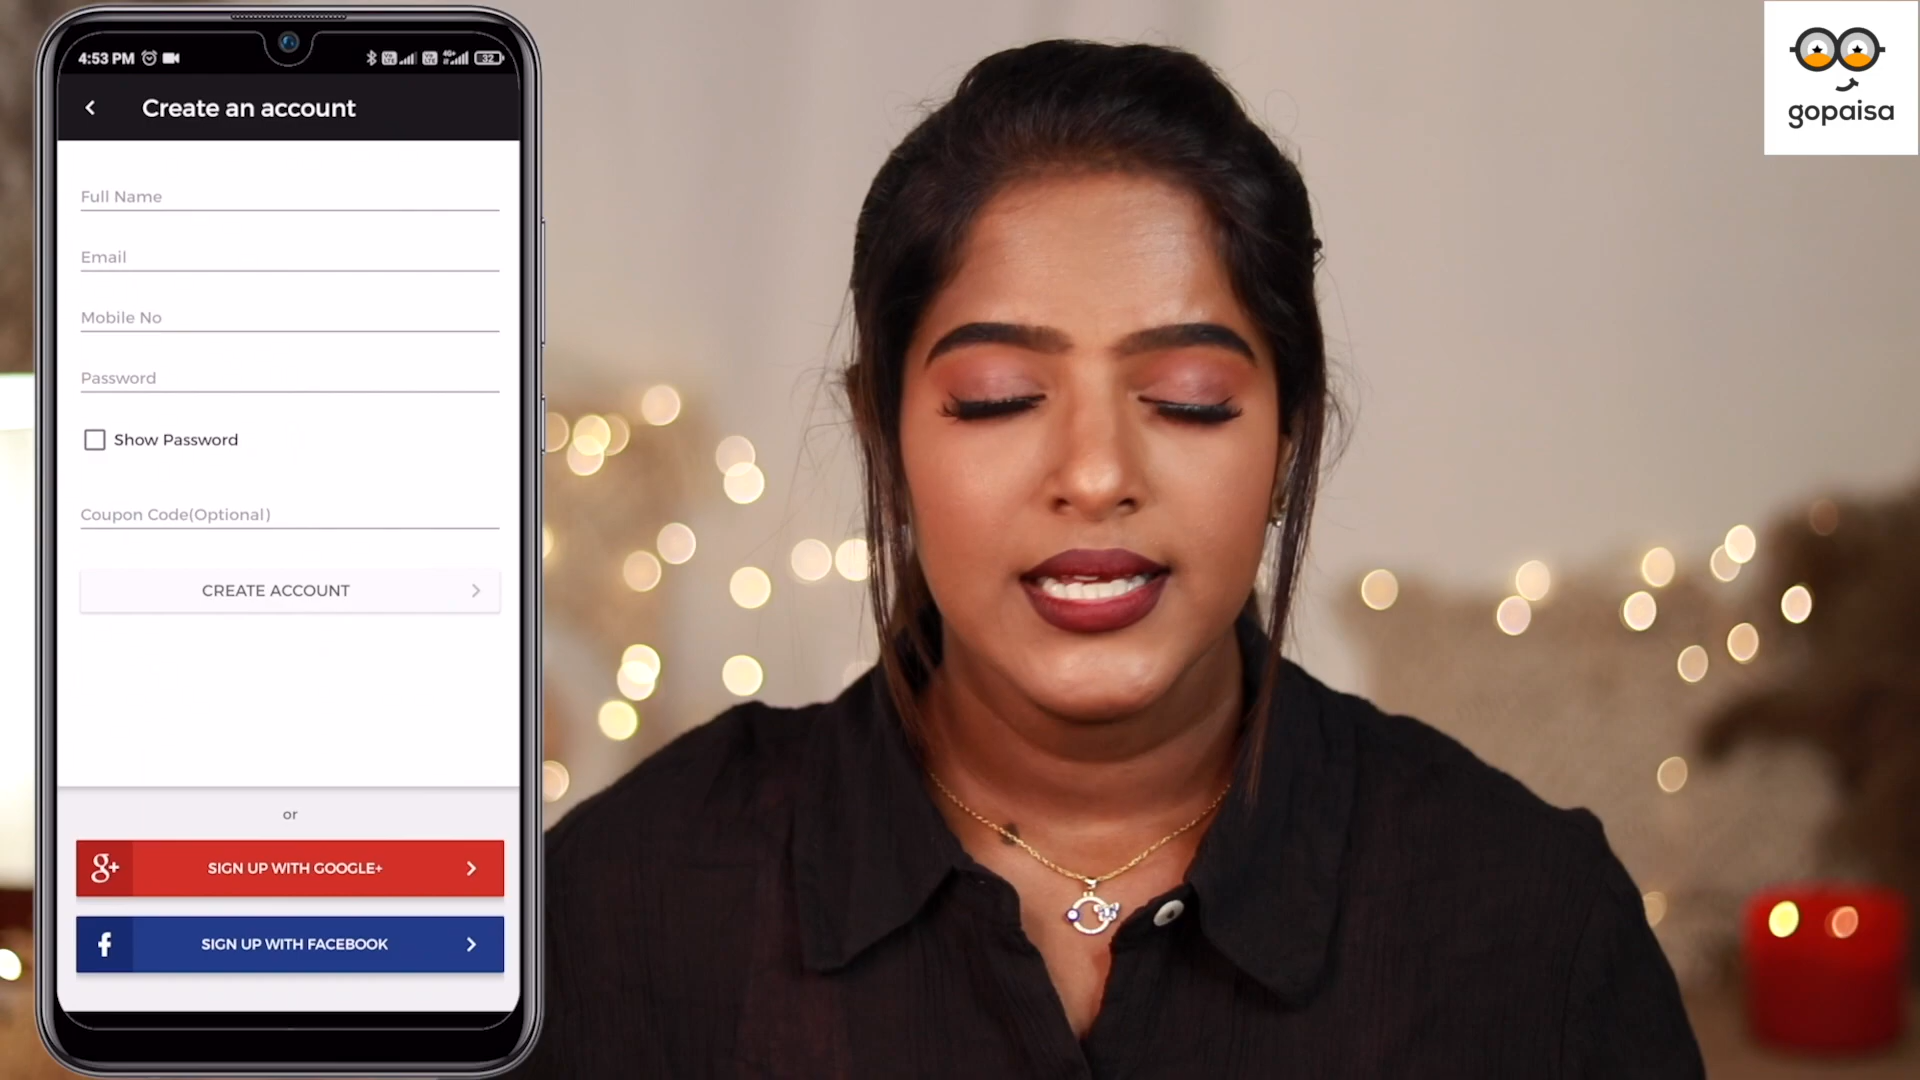 4:53 PM
32
Create an account
Full Name
Email
Mobile No
Password
Show Password
Coupon Code(Optional)
CREATE ACCOUNT
or
g+ SIGN UP WITH GOOGLE+
f SIGN UP WITH FACEBOOK
gopaisa